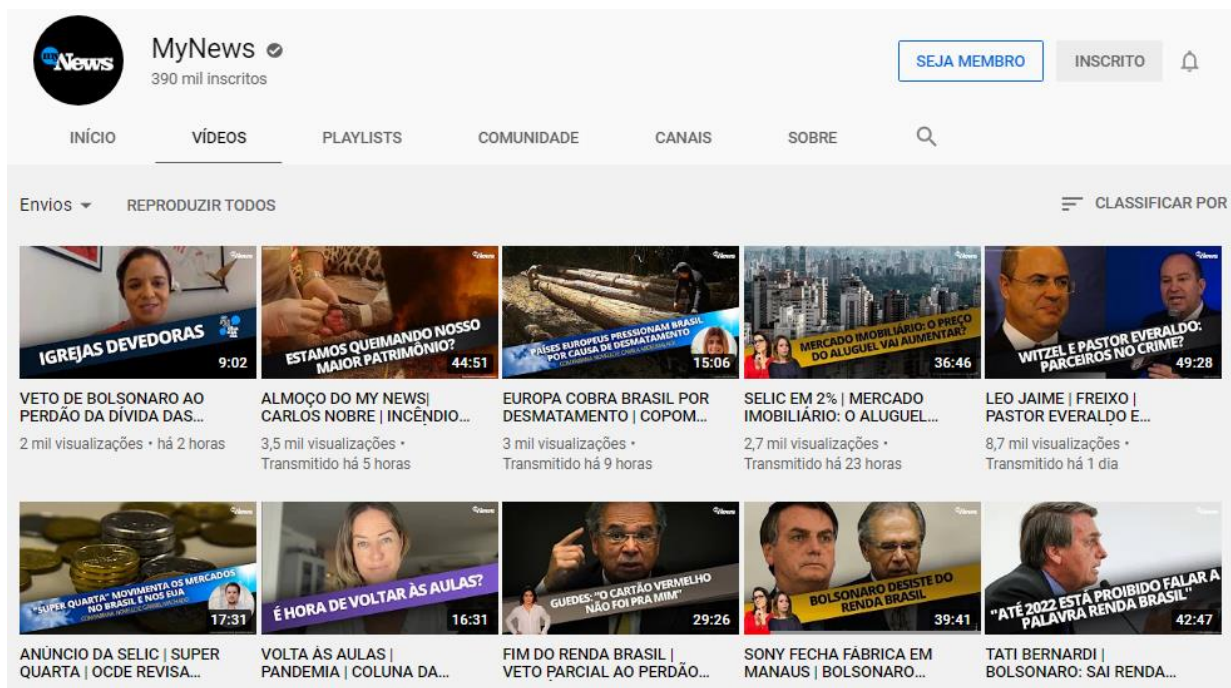 my News
MyNews
390 mil inscritos
SEJA MEMBRO
INSCRITO
INÍCIO
VÍDEOS
PLAYLISTS
COMUNIDADE
CANAIS
SOBRE
Envios
REPRODUZIR TODOS
CLASSIFICAR POR
IGREJAS DEVEDORAS
9:02
ESTAMOS QUEIMANDO NOSSO
MAIOR PATRIMÔNIO?
44:51
PAÍSES EUROPEUS PRESSIONAM BRASIL
POR CAUSA DE DESMATAMENTO
15:06
MERCADO IMOBILIÁRIO: O PREÇO
DO ALUGUEL VAI AUMENTAR?
36:46
WITZEL E PASTOR EVERALDO:
PARCEIROS NO CRIME?
49:28
VETO DE BOLSONARO AO
PERDÃO DA DÍVIDA DAS...
2 mil visualizações • há 2 horas
ALMOÇO DO MY NEWS|
CARLOS NOBRE | INCÊNDIO...
3,5 mil visualizações •
Transmitido há 5 horas
EUROPA COBRA BRASIL POR
DESMATAMENTO | COPOM...
3 mil visualizações •
Transmitido há 9 horas
SELIC EM 2% | MERCADO
IMOBILIÁRIO: O ALUGUEL...
2,7 mil visualizações •
Transmitido há 23 horas
LEO JAIME | FREIXO |
PASTOR EVERALDO E...
8,7 mil visualizações •
Transmitido há 1 dia
"SUPER QUARTA" MOVIMENTA OS MERCADOS
NO BRASIL E NOS EUA
17:31
É HORA DE VOLTAR ÀS AULAS?
16:31
GUEDES: "O CARTÃO VERMELHO
NÃO FOI PRA MIM"
29:26
BOLSONARO DESISTE DO
RENDA BRASIL
39:41
"ATÉ 2022 ESTÁ PROIBIDO FALAR A
PALAVRA RENDA BRASIL"
42:47
ANÚNCIO DA SELIC | SUPER
QUARTA | OCDE REVISA...
VOLTA ÀS AULAS |
PANDEMIA | COLUNA DA...
FIM DO RENDA BRASIL |
VETO PARCIAL AO PERDÃO...
SONY FECHA FÁBRICA EM
MANAUS | BOLSONARO...
TATI BERNARDI |
BOLSONARO: SAI RENDA...